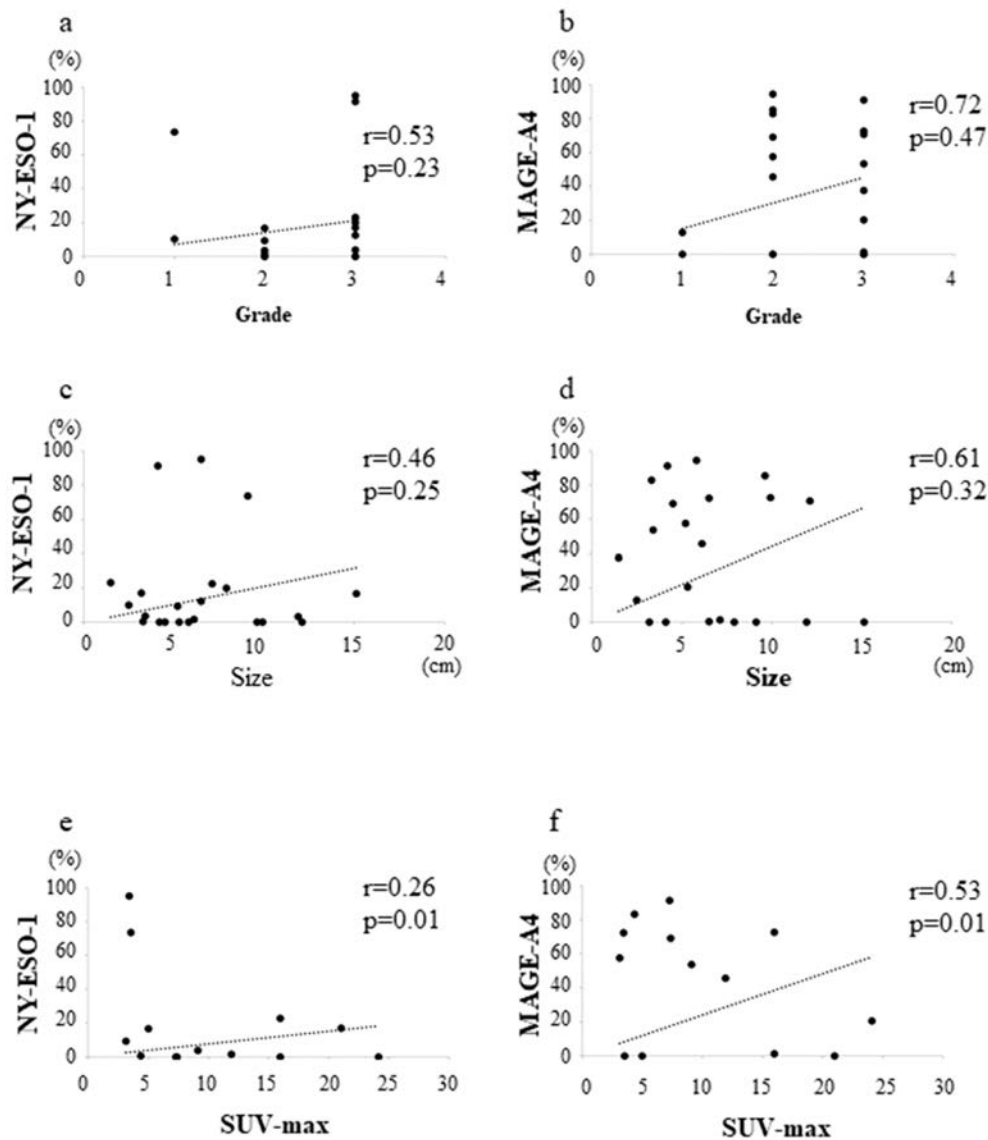 a
(%)
NY-ESO-1
100
80
60
40
20
0
r=0.53
p=0.23
0 1 2 3 4
Grade
b
(%)
MAGE-A4
100
80
60
40
20
0
r=0.72
p=0.47
0 1 2 3 4
Grade
c
(%)
NY-ESO-1
100
80
60
40
20
0
r=0.46
p=0.25
0 5 10 15 20
(cm)
Size
d
(%)
MAGE-A4
100
80
60
40
20
0
r=0.61
p=0.32
0 5 10 15 20
(cm)
Size
e
(%)
NY-ESO-1
100
80
60
40
20
0
r=0.26
p=0.01
0 5 10 15 20 25 30
SUV-max
f
(%)
MAGE-A4
100
80
60
40
20
0
r=0.53
p=0.01
0 5 10 15 20 25 30
SUV-max